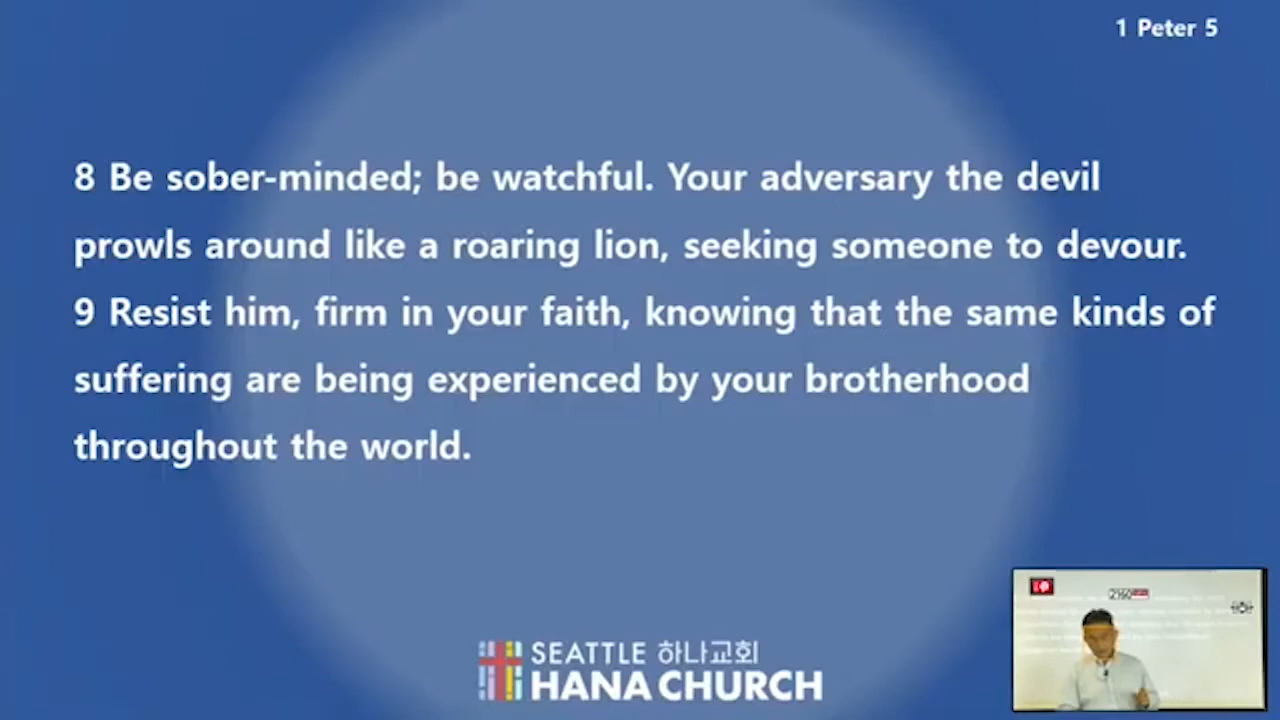 1 Peter 5
8 Be sober-minded; be watchful. Your adversary the devil
prowls around like a roaring lion, seeking someone to devour.
9 Resist him, firm in your faith, knowing that the same kinds of
suffering are being experienced by your brotherhood
throughout the world.
SEATTLE 하나교회
HANA CHURCH